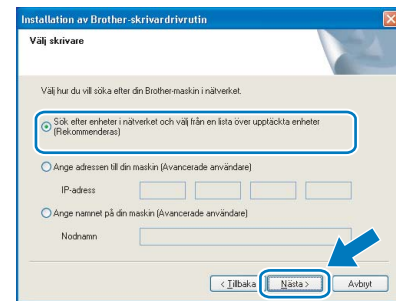 Installation av Brother-skrivardrivrutin
Välj skrivare
Välj hur du vill söka efter din Brother-maskin i nätverket.
Sök efter enheter i nätverket och välj från en lista över upptäckta enheter
(Rekommenderas)
Ange adressen till din maskin (Avancerade användare)
IP-adress
Ange namnet på din maskin (Avancerade användare)
Nodnamn
< Tillbaka Nästa > Avbryt